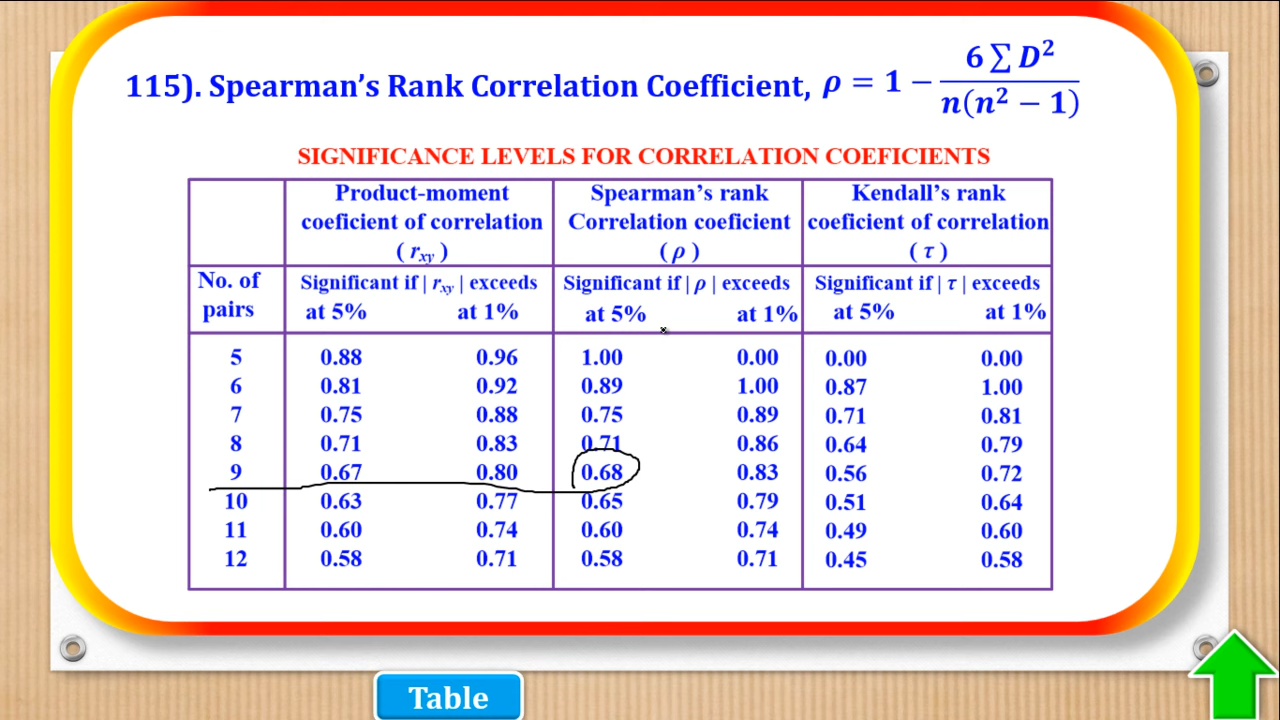 115). Spearman’s Rank Correlation Coefficient, ρ = 1 − 6 ∑ D² / n(n² − 1)
SIGNIFICANCE LEVELS FOR CORRELATION COEFICIENTS
Product-moment coeficient of correlation ( rxy ) Spearman’s rank Correlation coeficient ( ρ ) Kendall’s rank coeficient of correlation ( τ )
No. of pairs Significant if | rxy | exceeds at 5% at 1% Significant if | ρ | exceeds at 5% at 1% Significant if | τ | exceeds at 5% at 1%
5 0.88 0.96 1.00 0.00 0.00 0.00
6 0.81 0.92 0.89 1.00 0.87 1.00
7 0.75 0.88 0.75 0.89 0.71 0.81
8 0.71 0.83 0.71 0.86 0.64 0.79
9 0.67 0.80 0.68 0.83 0.56 0.72
10 0.63 0.77 0.65 0.79 0.51 0.64
11 0.60 0.74 0.60 0.74 0.49 0.60
12 0.58 0.71 0.58 0.71 0.45 0.58
Table